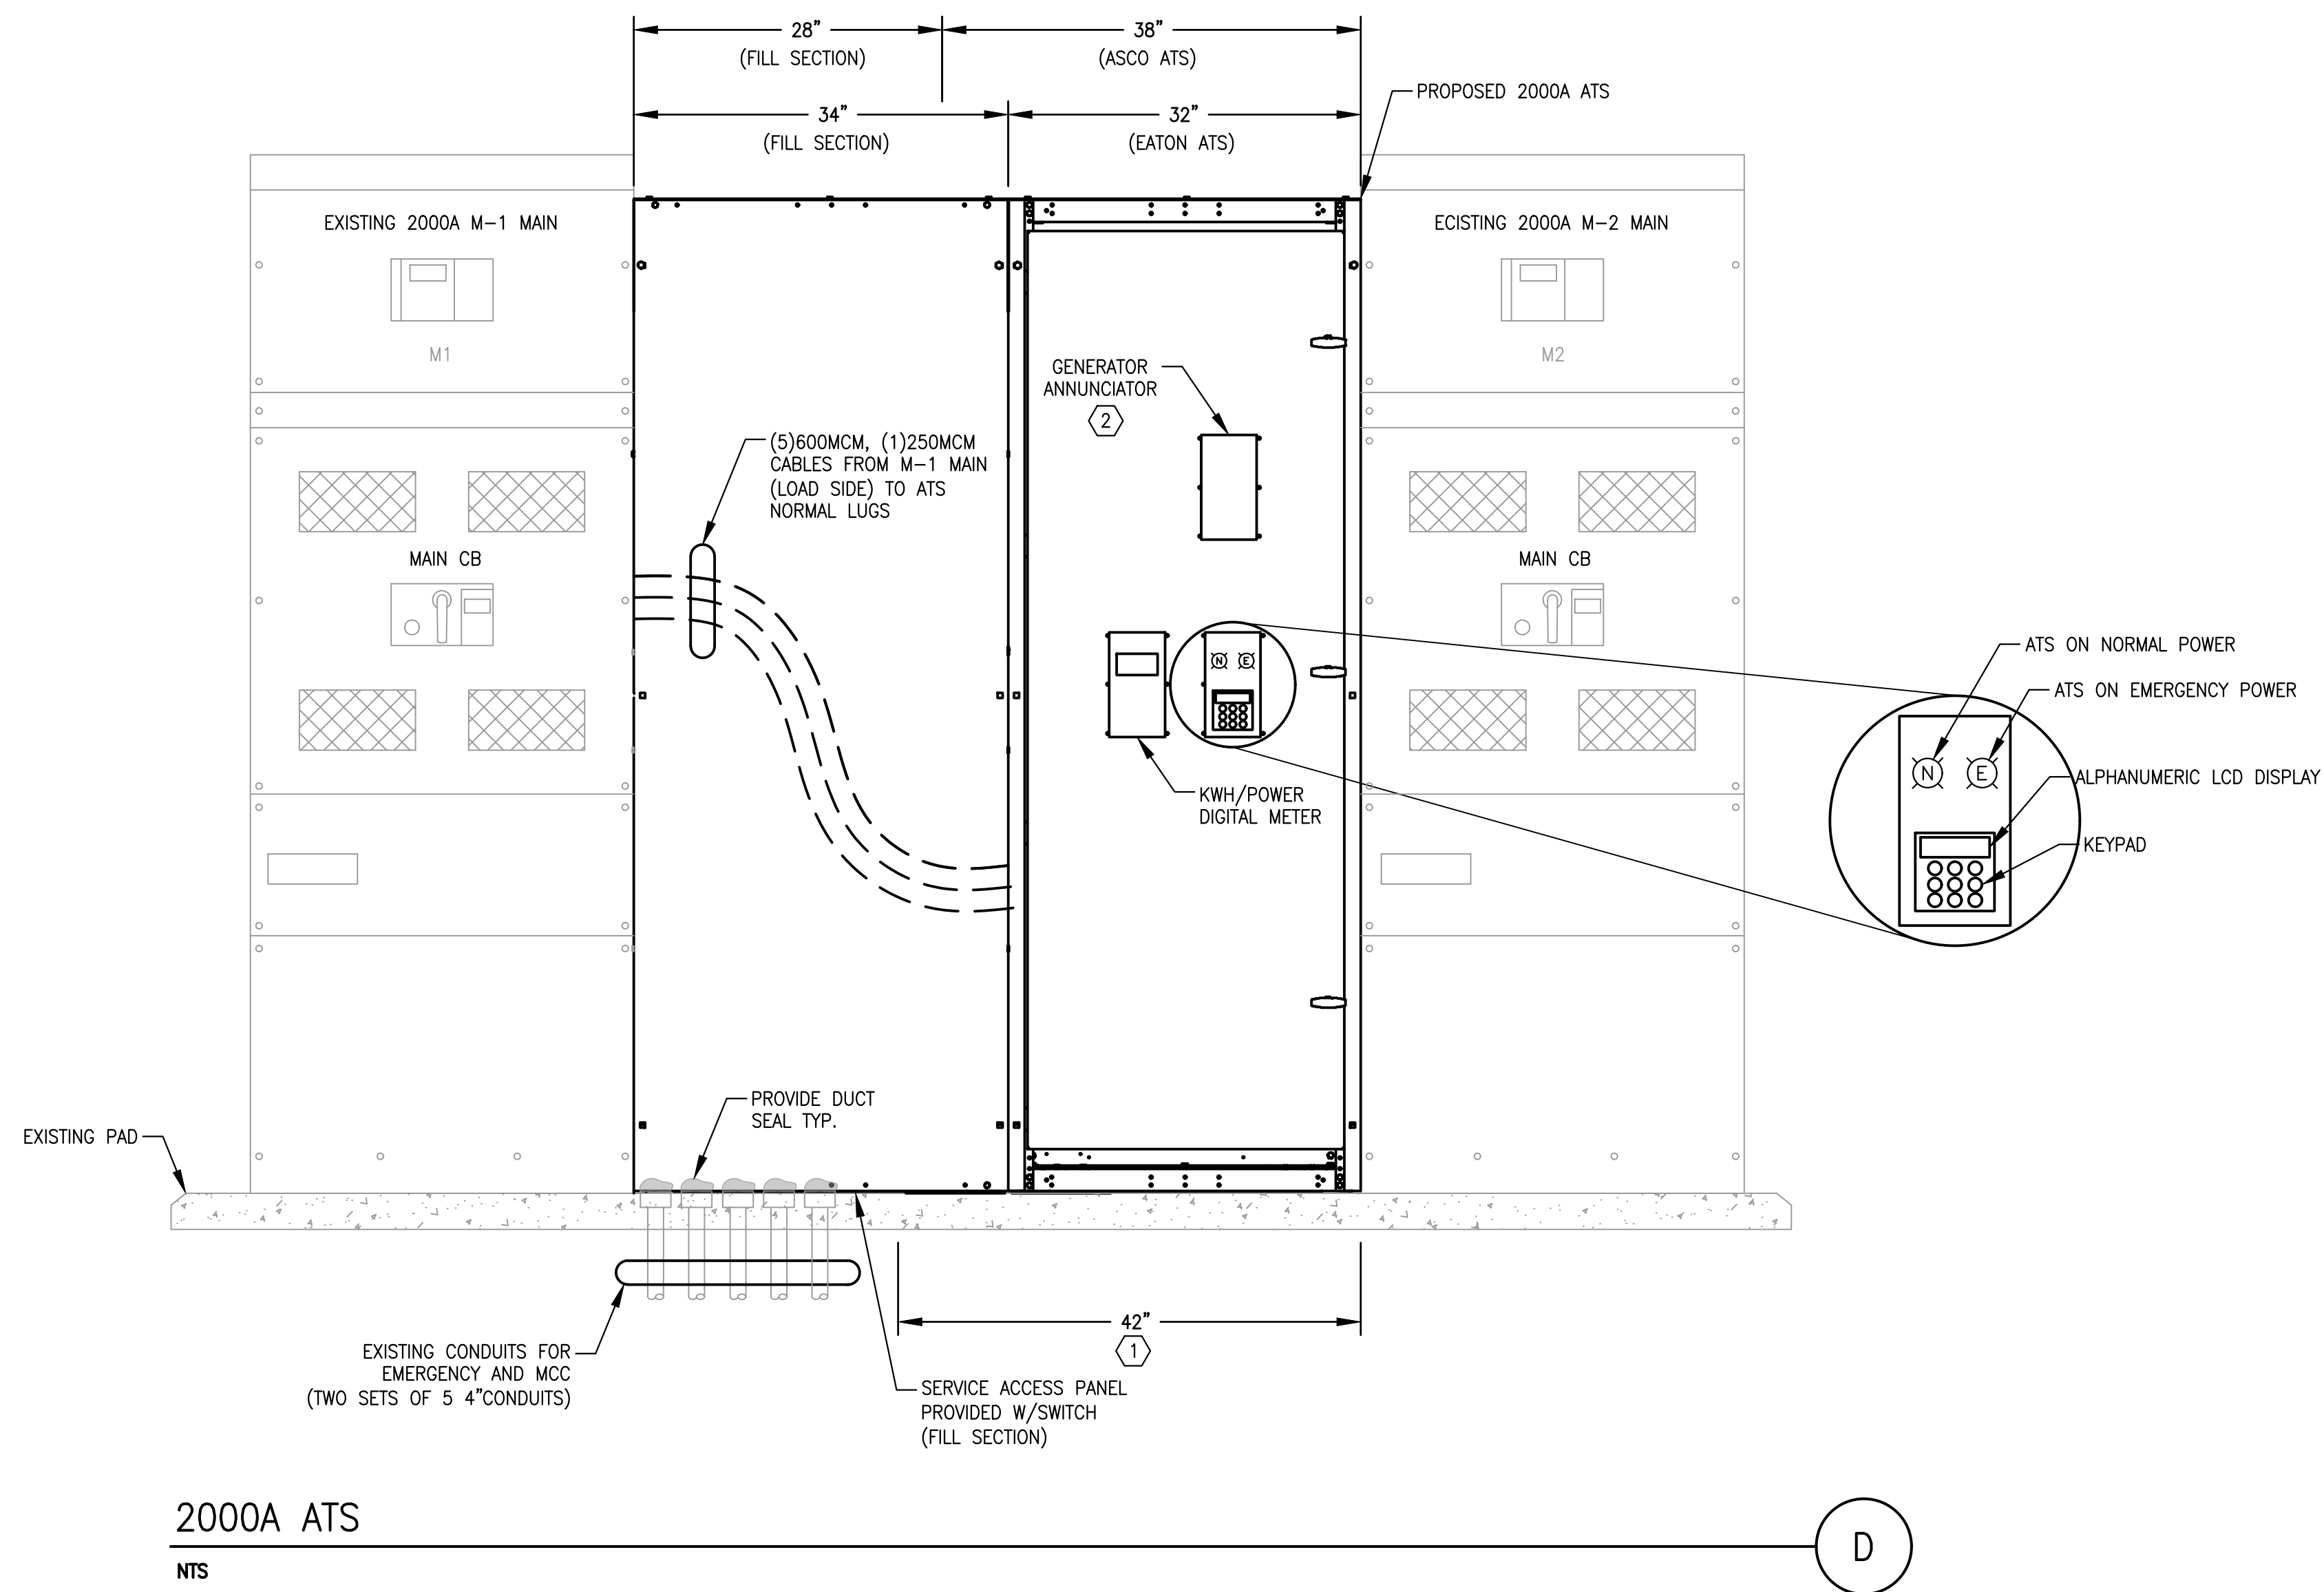 28”
(FILL SECTION)
38”
(ASCO ATS)
34”
(FILL SECTION)
32”
(EATON ATS)
PROPOSED 2000A ATS
EXISTING 2000A M-1 MAIN
M1
ECISTING 2000A M-2 MAIN
M2
GENERATOR
ANNUNCIATOR
2
(5)600MCM, (1)250MCM
CABLES FROM M-1 MAIN
(LOAD SIDE) TO ATS
NORMAL LUGS
MAIN CB
MAIN CB
N E
KWH/POWER
DIGITAL METER
ATS ON NORMAL POWER
ATS ON EMERGENCY POWER
N E
ALPHANUMERIC LCD DISPLAY
KEYPAD
PROVIDE DUCT
SEAL TYP.
EXISTING PAD
42”
1
EXISTING CONDUITS FOR
EMERGENCY AND MCC
(TWO SETS OF 5 4”CONDUITS)
SERVICE ACCESS PANEL
PROVIDED W/SWITCH
(FILL SECTION)
2000A ATS
D
NTS